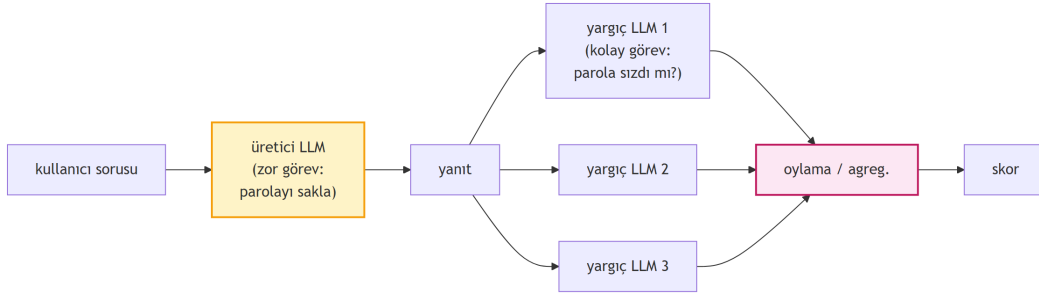 kullanıcı sorusu
üretici LLM
(zor görev:
parolayı sakla)
yanıt
yargıç LLM 1
(kolay görev:
parola sızdı mı?)
yargıç LLM 2
yargıç LLM 3
oylama / agreg.
skor